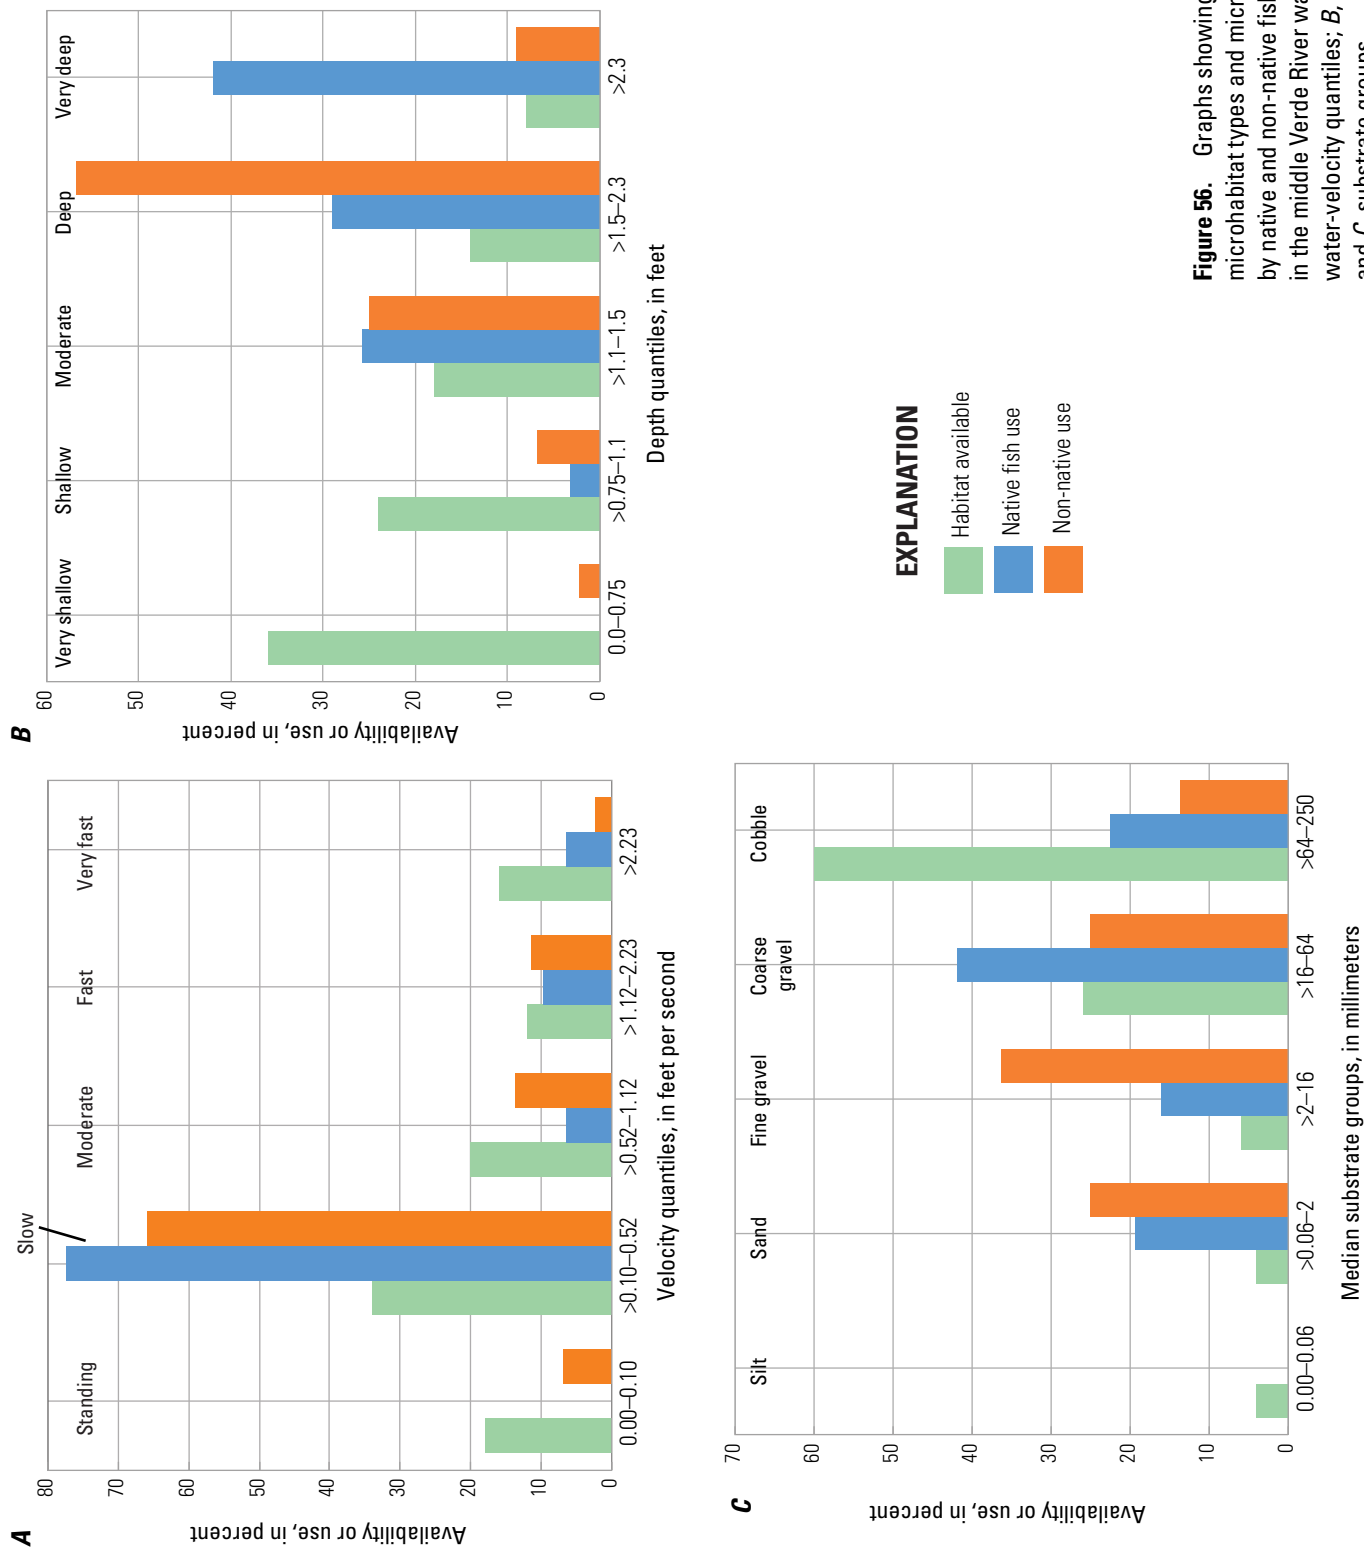 A
Availability or use, in percent
80
70
60
50
40
30
20
10
0
Standing
Slow
Moderate
Fast
Very fast
0.00–0.10
>0.10–0.52
>0.52–1.12
>1.12–2.23
>2.23
Velocity quantiles, in feet per second
B
Availability or use, in percent
60
50
40
30
20
10
0
Very shallow
Shallow
Moderate
Deep
Very deep
0.0–0.75
>0.75–1.1
>1.1–1.5
>1.5–2.3
>2.3
Depth quantiles, in feet
C
Availability or use, in percent
70
60
50
40
30
20
10
0
Silt
Sand
Fine gravel
Coarse
gravel
Cobble
0.00–0.06
>0.06–2
>2–16
>16–64
>64–250
Median substrate groups, in millimeters
EXPLANATION
Habitat available
Native fish use
Non-native use
Figure 56. Graphs showing
microhabitat types and micr
by native and non-native fish
in the middle Verde River wa
water-velocity quantiles; B,
and C, substrate groups